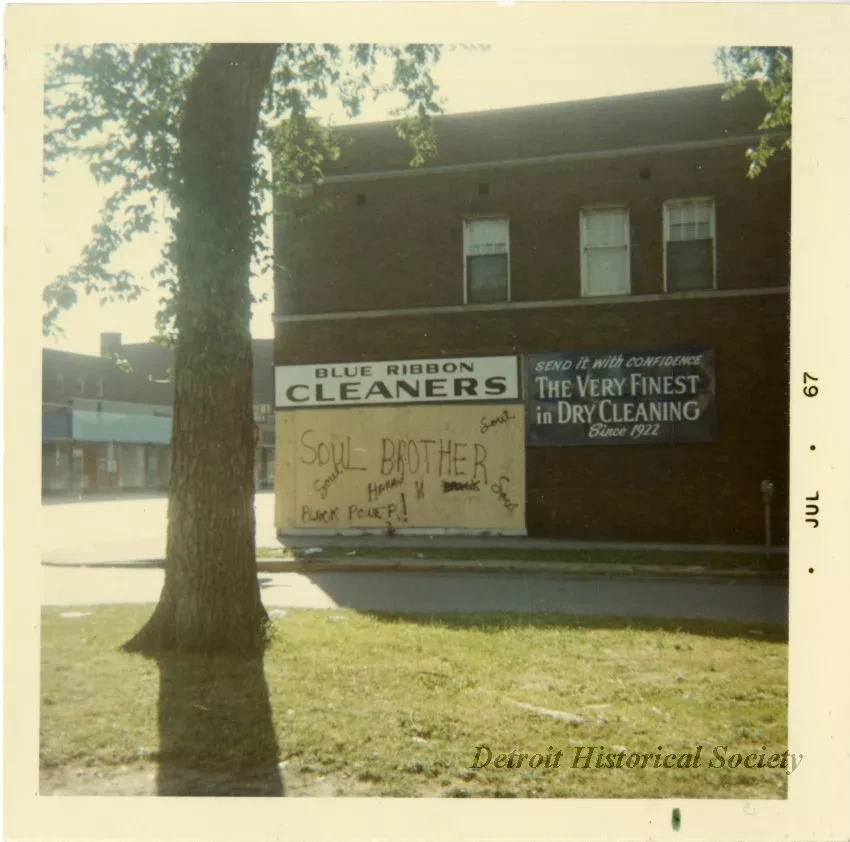 BLUE RIBBON
CLEANERS
SEND it with CONFIDENCE
THE VERY FINEST
in DRY CLEANING
Since 1922
Soul
SOUL BROTHER
Soul
Soul
BLACK POWER!
JUL • 67
Detroit Historical Society